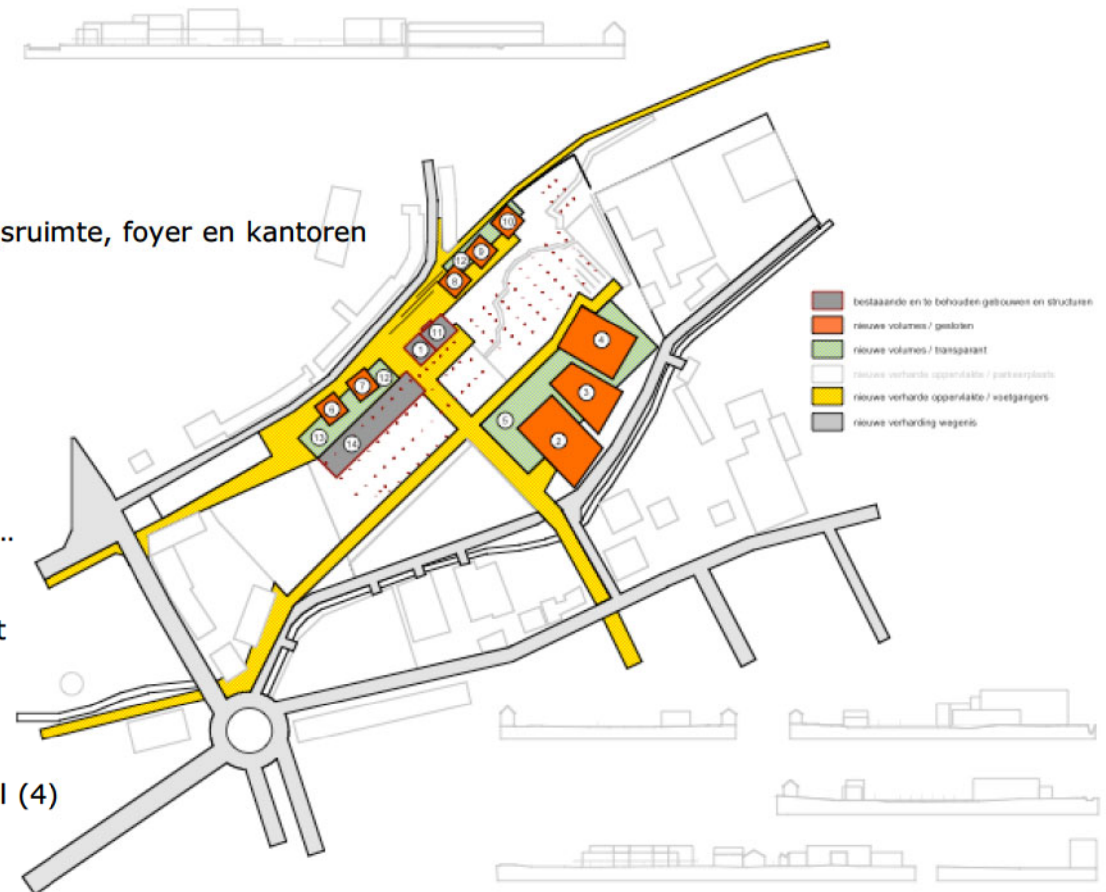 sruimte, foyer en kantoren
..
t
l (4)
10
9
12
8
11
1
7
12
6
13
14
4
3
5
2
bestaaande en te behouden gebouwen en structuren
nieuwe volumes / gesloten
nieuwe volumes / transparant
nieuwe verharde oppervlakte / parkeerplaats
nieuwe verharde oppervlakte / voetgangers
nieuwe verharding wegenis